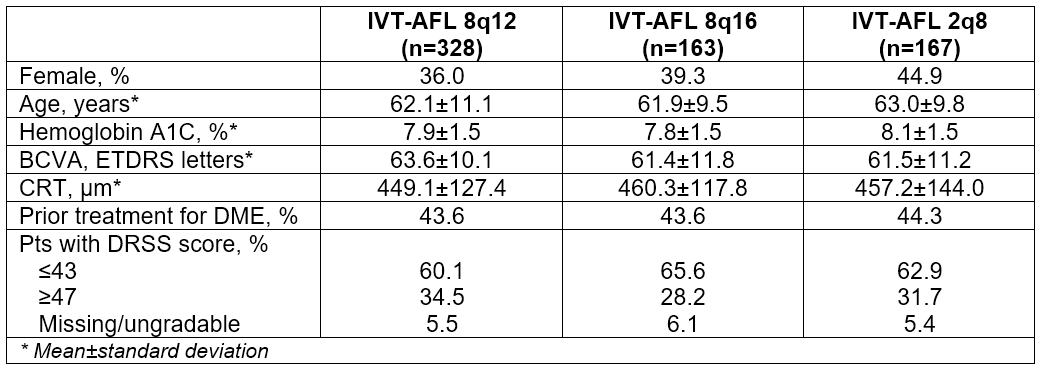 IVT-AFL 8q12 IVT-AFL 8q16 IVT-AFL 2q8
(n=328) (n=163) (n=167)
Female, % 36.0 39.3 44.9
Age, years* 62.1±11.1 61.9±9.5 63.0±9.8
Hemoglobin A1C, %* 7.9±1.5 7.8±1.5 8.1±1.5
BCVA, ETDRS letters* 63.6±10.1 61.4±11.8 61.5±11.2
CRT, µm* 449.1±127.4 460.3±117.8 457.2±144.0
Prior treatment for DME, % 43.6 43.6 44.3
Pts with DRSS score, %
≤43 60.1 65.6 62.9
≥47 34.5 28.2 31.7
Missing/ungradable 5.5 6.1 5.4
* Mean±standard deviation